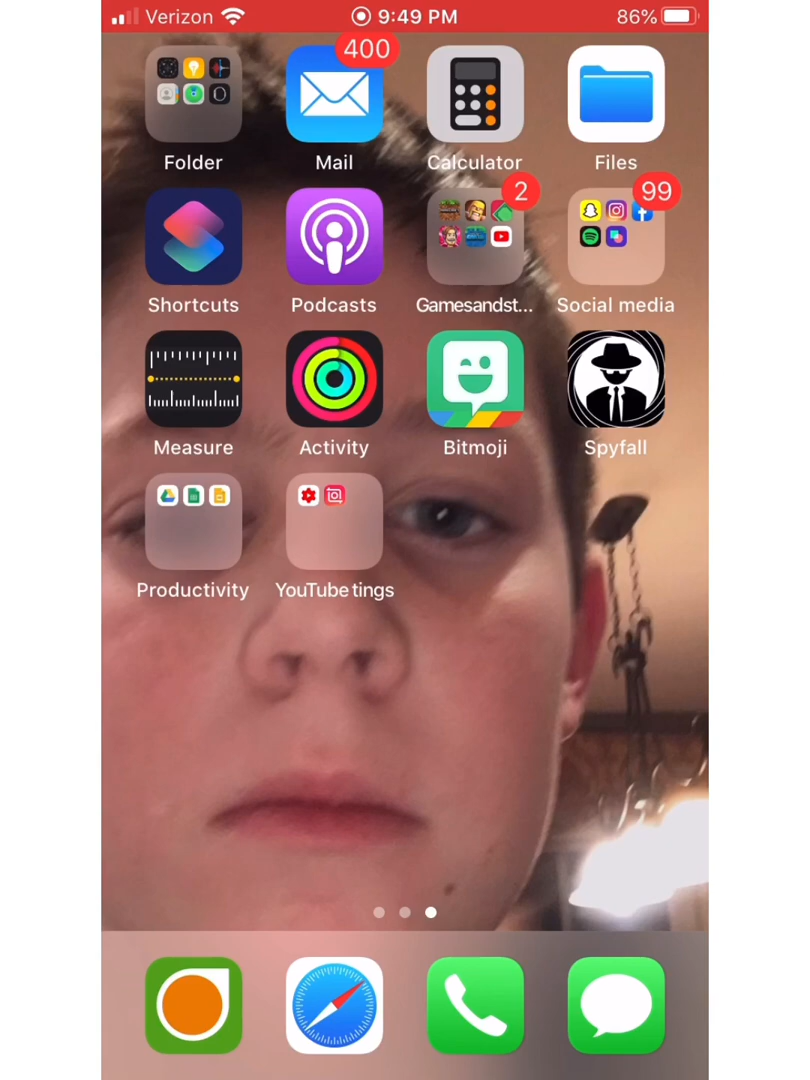 Verizon 9:49 PM 86%
400
Folder Mail Calculator Files
2 99
Shortcuts Podcasts Gamesandst... Social media
Measure Activity Bitmoji Spyfall
Productivity YouTube tings